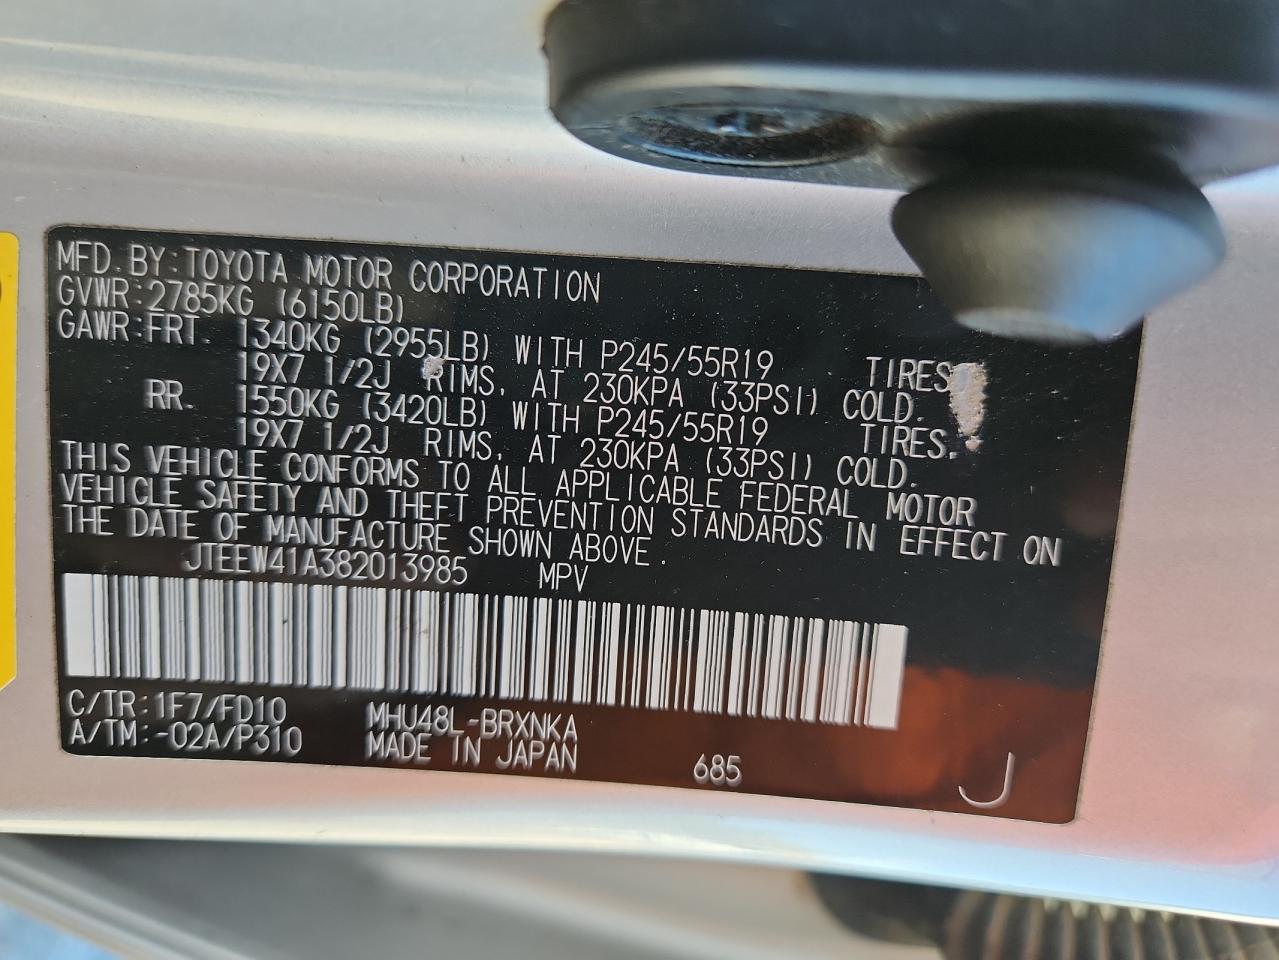 MFD. BY:TOYOTA MOTOR CORPORATION
GVWR:2785KG (6150LB)
GAWR:FRT. 1340KG (2955LB) WITH P245/55R19 TIRES
19X7 1/2J RIMS, AT 230KPA (33PSI) COLD.
RR. 1550KG (3420LB) WITH P245/55R19 TIRES,
19X7 1/2J RIMS, AT 230KPA (33PSI) COLD.
THIS VEHICLE CONFORMS TO ALL APPLICABLE FEDERAL MOTOR
VEHICLE SAFETY AND THEFT PREVENTION STANDARDS IN EFFECT ON
THE DATE OF MANUFACTURE SHOWN ABOVE.
JTEEW41A382013985 MPV
C/TR:1F7/FD10 MHU48L-BRXNKA
A/TM:-02A/P310 MADE IN JAPAN 685 J